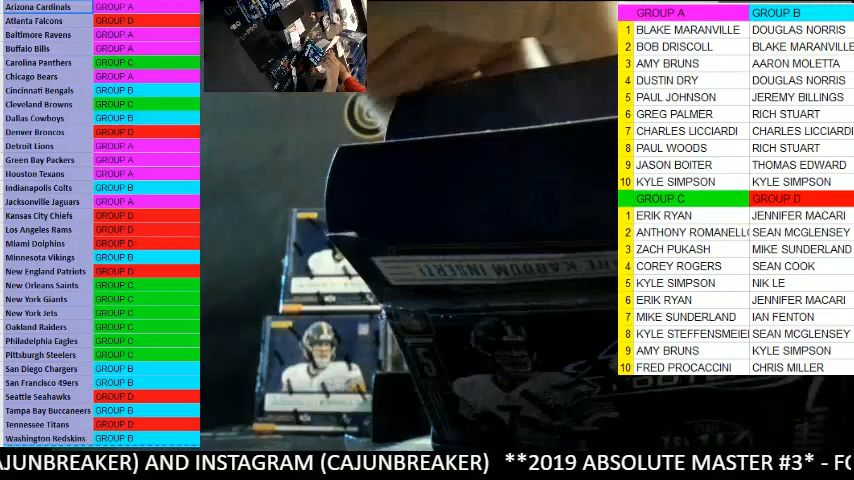 Arizona Cardinals GROUP A
Atlanta Falcons GROUP D
Baltimore Ravens GROUP A
Buffalo Bills GROUP A
Carolina Panthers GROUP C
Chicago Bears GROUP A
Cincinnati Bengals GROUP B
Cleveland Browns GROUP C
Dallas Cowboys GROUP B
Denver Broncos GROUP D
Detroit Lions GROUP A
Green Bay Packers GROUP A
Houston Texans GROUP A
Indianapolis Colts GROUP B
Jacksonville Jaguars GROUP A
Kansas City Chiefs GROUP D
Los Angeles Rams GROUP D
Miami Dolphins GROUP D
Minnesota Vikings GROUP B
New England Patriots GROUP D
New Orleans Saints GROUP C
New York Giants GROUP C
New York Jets GROUP C
Oakland Raiders GROUP C
Philadelphia Eagles GROUP C
Pittsburgh Steelers GROUP C
San Diego Chargers GROUP B
San Francisco 49ers GROUP B
Seattle Seahawks GROUP D
Tampa Bay Buccaneers GROUP B
Tennessee Titans GROUP D
Washington Redskins GROUP B
GROUP A GROUP B
1 BLAKE MARANVILLE DOUGLAS NORRIS
2 BOB DRISCOLL BLAKE MARANVILLE
3 AMY BRUNS AARON MOLETTA
4 DUSTIN DRY DOUGLAS NORRIS
5 PAUL JOHNSON JEREMY BILLINGS
6 GREG PALMER RICH STUART
7 CHARLES LICCIARDI CHARLES LICCIARDI
8 PAUL WOODS RICH STUART
9 JASON BOITER THOMAS EDWARD
10 KYLE SIMPSON KYLE SIMPSON
GROUP C GROUP D
1 ERIK RYAN JENNIFER MACARI
2 ANTHONY ROMANELL SEAN MCGLENSEY
3 ZACH PUKASH MIKE SUNDERLAND
4 COREY ROGERS SEAN COOK
5 KYLE SIMPSON NIK LE
6 ERIK RYAN JENNIFER MACARI
7 MIKE SUNDERLAND IAN FENTON
8 KYLE STEFFENSMEIE SEAN MCGLENSEY
9 AMY BRUNS KYLE SIMPSON
10 FRED PROCACCINI CHRIS MILLER
KABOOM INSERT!
AJUNBREAKER) AND INSTAGRAM (CAJUNBREAKER) **2019 ABSOLUTE MASTER #3* - FO